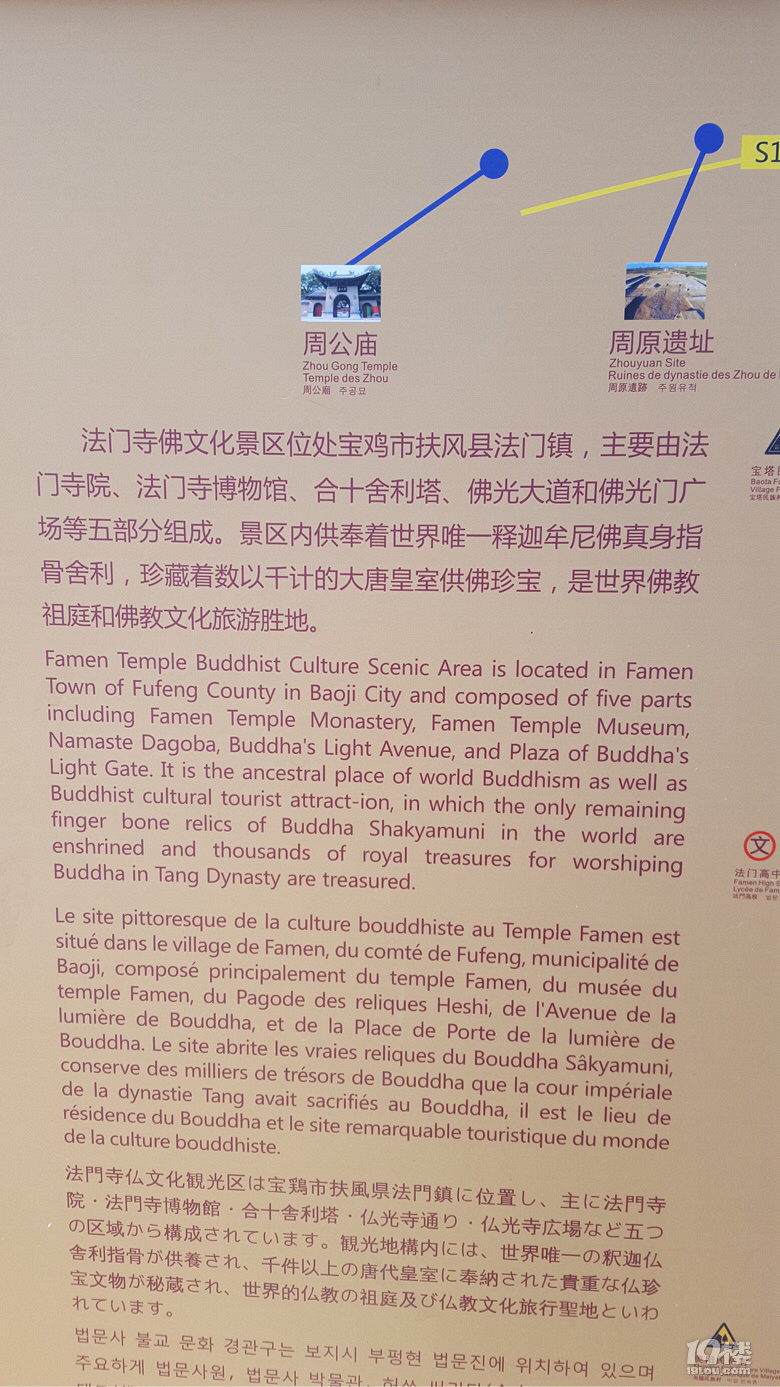 S1
周公庙
Zhou Gong Temple
Temple des Zhou
周公廟 주공묘
周原遗址
Zhouyuan Site
Ruines de dynastie des Zhou de
周原遺跡 주원유적
法门寺佛文化景区位处宝鸡市扶风县法门镇，主要由法
门寺院、法门寺博物馆、合十舍利塔、佛光大道和佛光门广
场等五部分组成。景区内供奉着世界唯一释迦牟尼佛真身指
骨舍利，珍藏着数以千计的大唐皇室供佛珍宝，是世界佛教
祖庭和佛教文化旅游胜地。
宝塔
Baota
Village
宝塔民族村
Famen Temple Buddhist Culture Scenic Area is located in Famen
Town of Fufeng County in Baoji City and composed of five parts
including Famen Temple Monastery, Famen Temple Museum,
Namaste Dagoba, Buddha's Light Avenue, and Plaza of Buddha's
Light Gate. It is the ancestral place of world Buddhism as well as
Buddhist cultural tourist attract-ion, in which the only remaining
finger bone relics of Buddha Shakyamuni in the world are
enshrined and thousands of royal treasures for worshiping
Buddha in Tang Dynasty are treasured.
文
法门高中
Famen High
Lycée de Fam
法門高校
Le site pittoresque de la culture bouddhiste au Temple Famen est
situé dans le village de Famen, du comté de Fufeng, municipalité de
Baoji, composé principalement du temple Famen, du musée du
temple Famen, du Pagode des reliques Heshi, de l'Avenue de la
lumière de Bouddha, et de la Place de Porte de la lumière de
Bouddha. Le site abrite les vraies reliques du Bouddha Sâkyamuni,
conserve des milliers de trésors de Bouddha que la cour impériale
de la dynastie Tang avait sacrifiés au Bouddha, il est le lieu de
résidence du Bouddha et le site remarquable touristique du monde
de la culture bouddhiste.
法門寺仏文化観光区は宝鶏市扶風県法門鎮に位置し、主に法門寺
院・法門寺博物館・合十舎利塔・仏光寺通り・仏光寺広場など五つ
の区域から構成されています。観光地構内には、世界唯一の釈迦仏
舎利指骨が供養され、千件以上の唐代皇室に奉納された貴重な仏珍
宝文物が秘蔵され、世界的仏教の祖庭及び仏教文化旅行聖地といわ
れています。
법문사 불교 문화 경관구는 보지시 부펑현 법문진에 위치하여 있으며
주요하게 법문사원, 법문사 박물관,
19楼
19lou.com